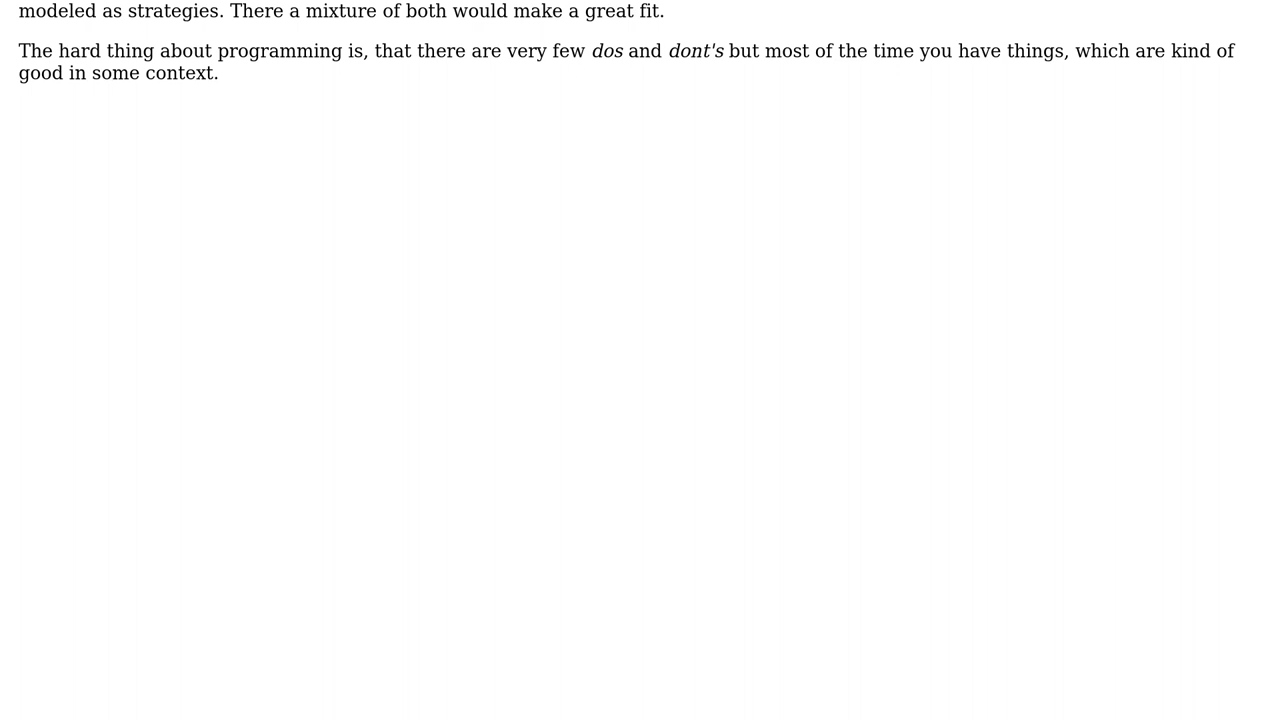 modeled as strategies. There a mixture of both would make a great fit.
The hard thing about programming is, that there are very few dos and dont's but most of the time you have things, which are kind of
good in some context.